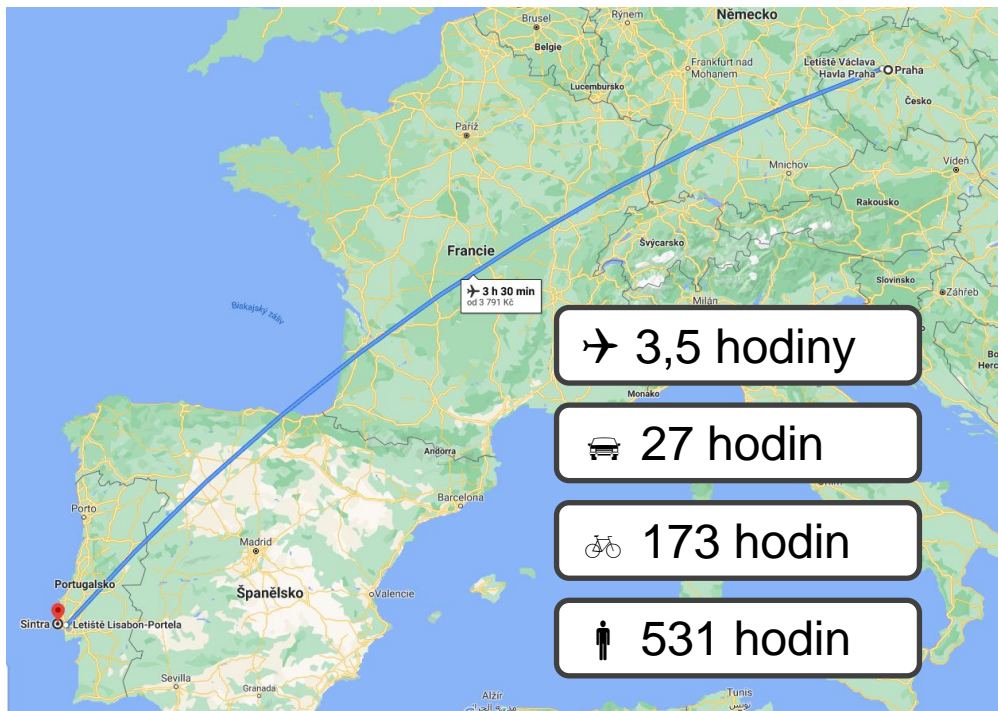 Brusel
Rýnem
Německo
Belgie
Frankfurt nad
Mohanem
Letiště Václava
Havla Praha
Praha
Lucembursko
Česko
Paříž
Mnichov
Vídeň
Rakousko
Švýcarsko
Francie
Slovinsko
Záhřeb
Milán
3 h 30 min
od 3 791 Kč
Biskajský záliv
3,5 hodiny
Bo
Herc
Monako
27 hodin
Andorra
Barcelona
Porto
173 hodin
Madrid
Portugalsko
Španělsko
Valencie
Sintra
Letiště Lisabon-Portela
531 hodin
Sevilla
Granada
Alžír
Tunis
تونس